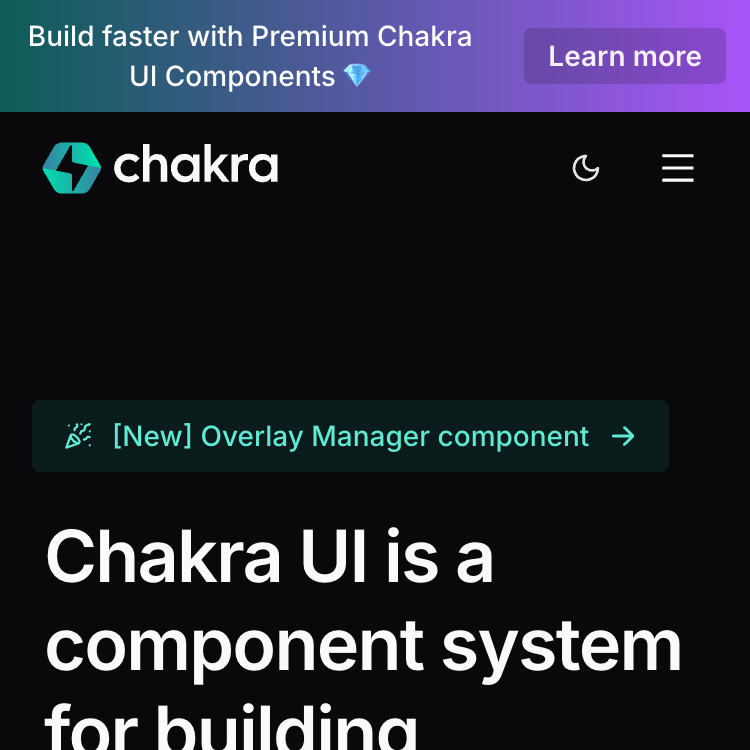 Build faster with Premium Chakra
UI Components 💎
Learn more
chakra
[New] Overlay Manager component
Chakra UI is a
component system
for building